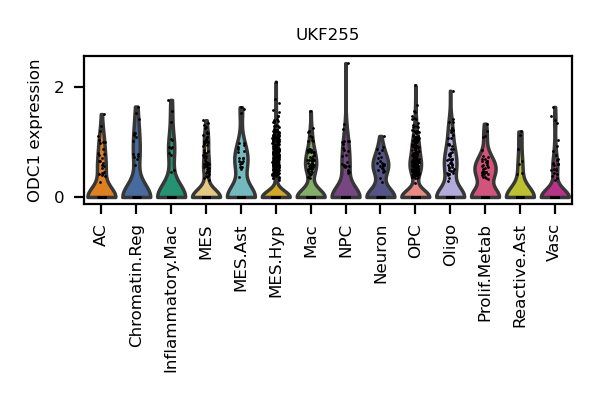 UKF255
ODC1 expression
2
0
AC
Chromatin.Reg
Inflammatory.Mac
MES
MES.Ast
MES.Hyp
Mac
NPC
Neuron
OPC
Oligo
Prolif.Metab
Reactive.Ast
Vasc